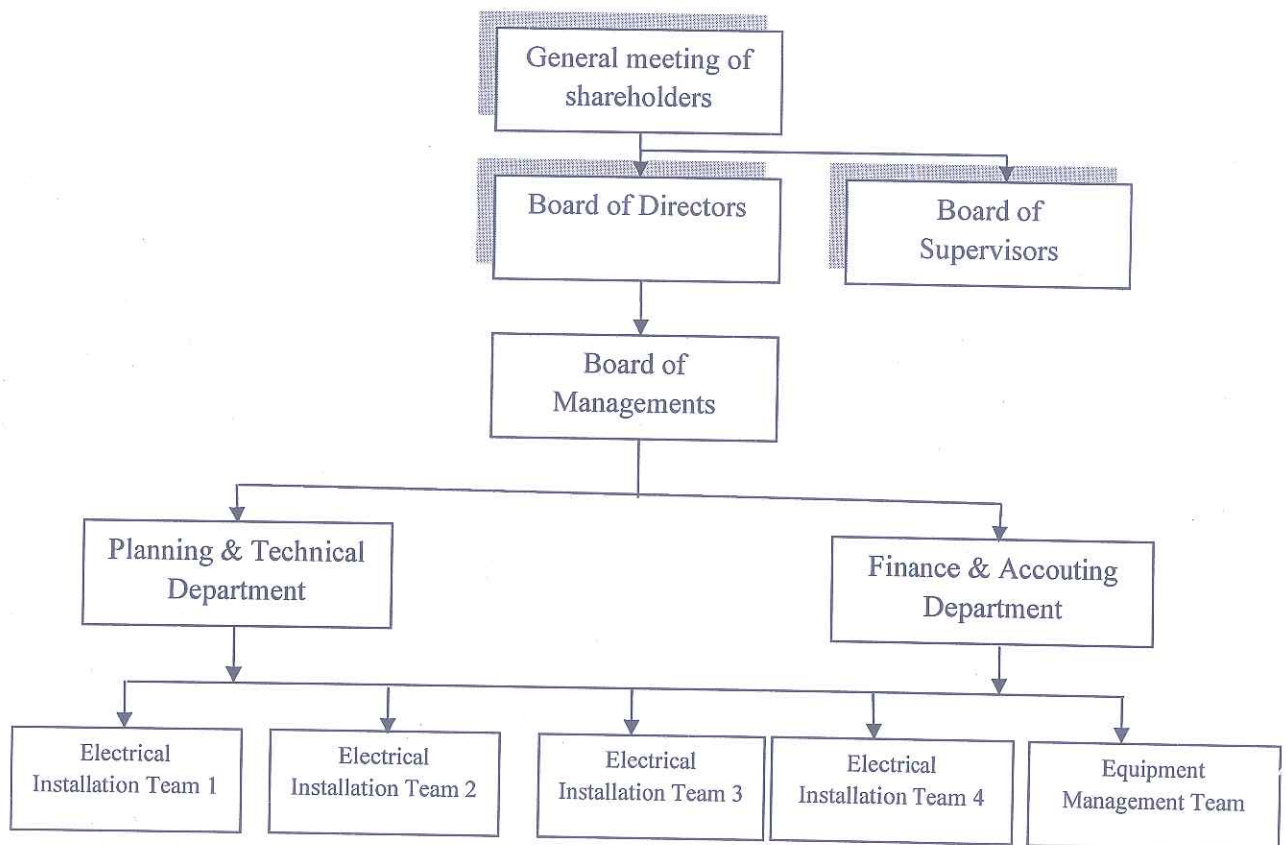 General meeting of
shareholders
Board of Directors
Board of
Supervisors
Board of
Managements
Planning & Technical
Department
Finance & Accouting
Department
Electrical
Installation Team 1
Electrical
Installation Team 2
Electrical
Installation Team 3
Electrical
Installation Team 4
Equipment
Management Team